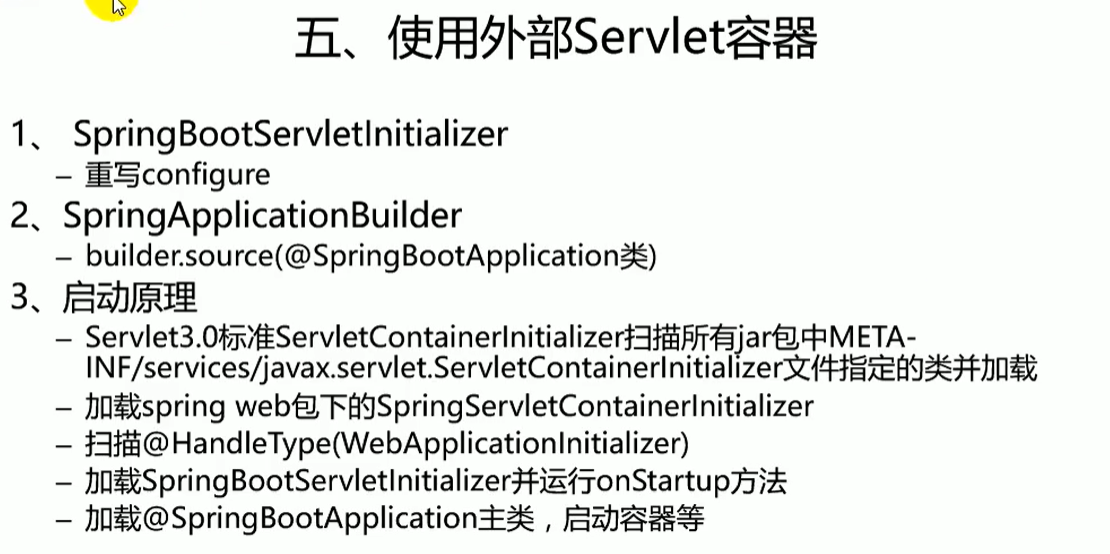 五、使用外部Servlet容器
1、 SpringBootServletInitializer
– 重写configure
2、SpringApplicationBuilder
– builder.source(@SpringBootApplication类)
3、启动原理
– Servlet3.0标准ServletContainerInitializer扫描所有jar包中META-
INF/services/javax.servlet.ServletContainerInitializer文件指定的类并加载
– 加载spring web包下的SpringServletContainerInitializer
– 扫描@HandleType(WebApplicationInitializer)
– 加载SpringBootServletInitializer并运行onStartup方法
– 加载@SpringBootApplication主类，启动容器等